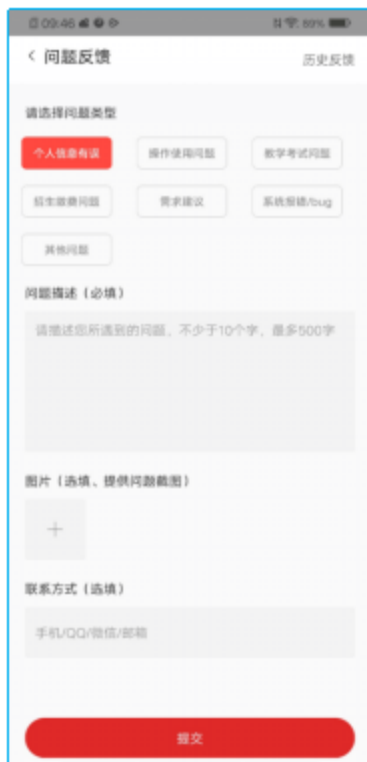 09:46 89%
问题反馈 历史反馈
请选择问题类型
个人信息有误 操作使用问题 教学考试问题
招生缴费问题 需求建议 系统报错/bug
其他问题
问题描述（必填）
请描述您所遇到的问题，不少于10个字，最多500字
图片（选填、提供问题截图）
联系方式（选填）
手机/QQ/微信/邮箱
提交